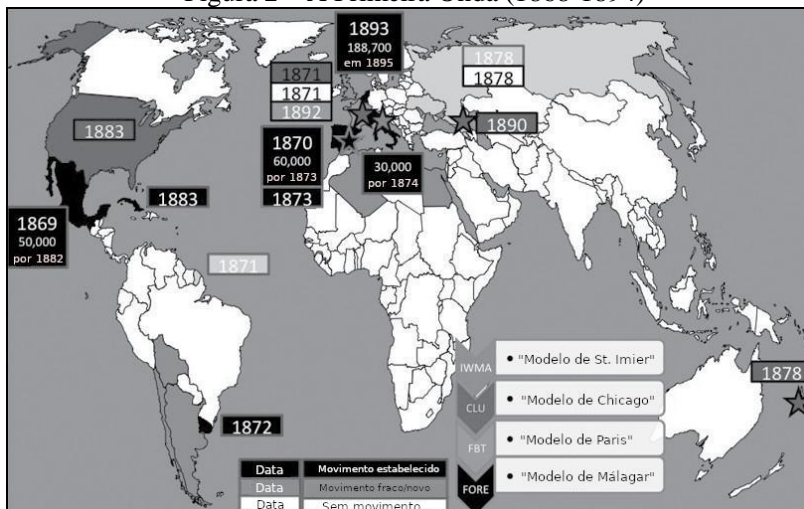 Figura 2 – A Primeira Onda (1868-1894)
1893
188,700
em 1895
1871
1871
1892
1878
1878
1883
1890
1870
60,000
por 1873
1873
30,000
por 1874
1883
1869
50,000
por 1882
1871
1878
1872
IWMA
• "Modelo de St. Imier"
CLU
• "Modelo de Chicago"
FBT
• "Modelo de Paris"
FORE
• "Modelo de Málagar"
Data Movimento estabelecido
Data Movimento fraco/novo
Data Sem movimento